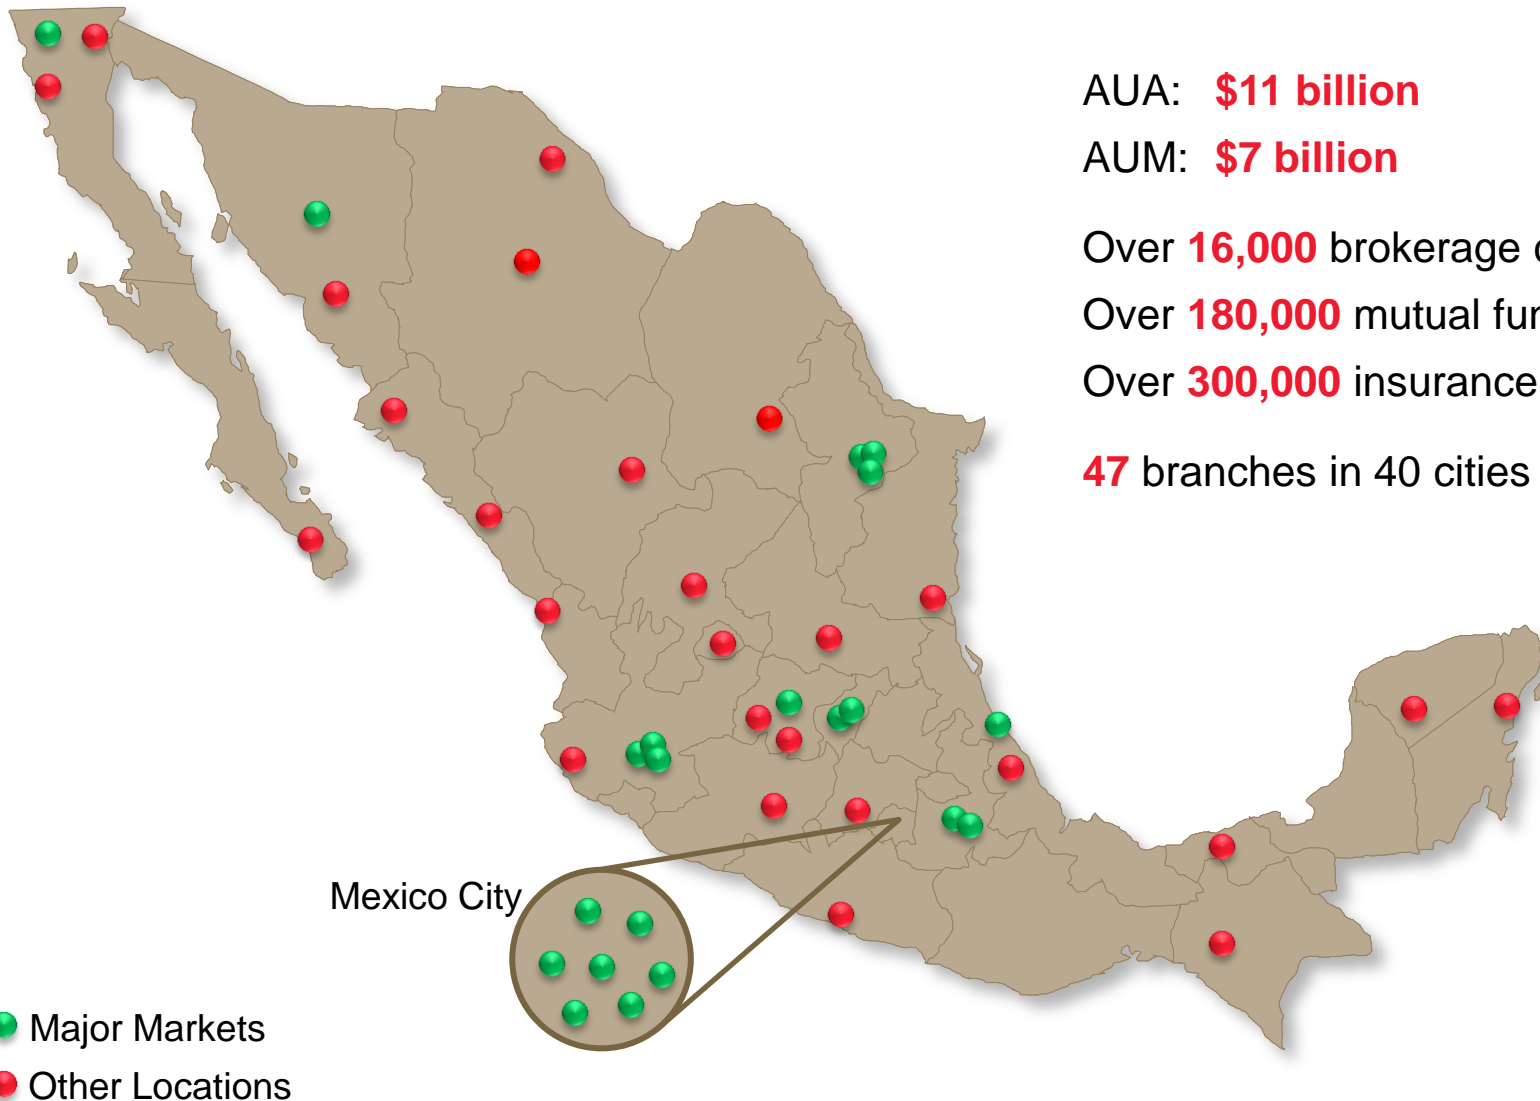 AUA: $11 billion
AUM: $7 billion
Over 16,000 brokerage
Over 180,000 mutual
Over 300,000 insurance
47 branches in 40 cities
Mexico City
Major Markets
Other Locations